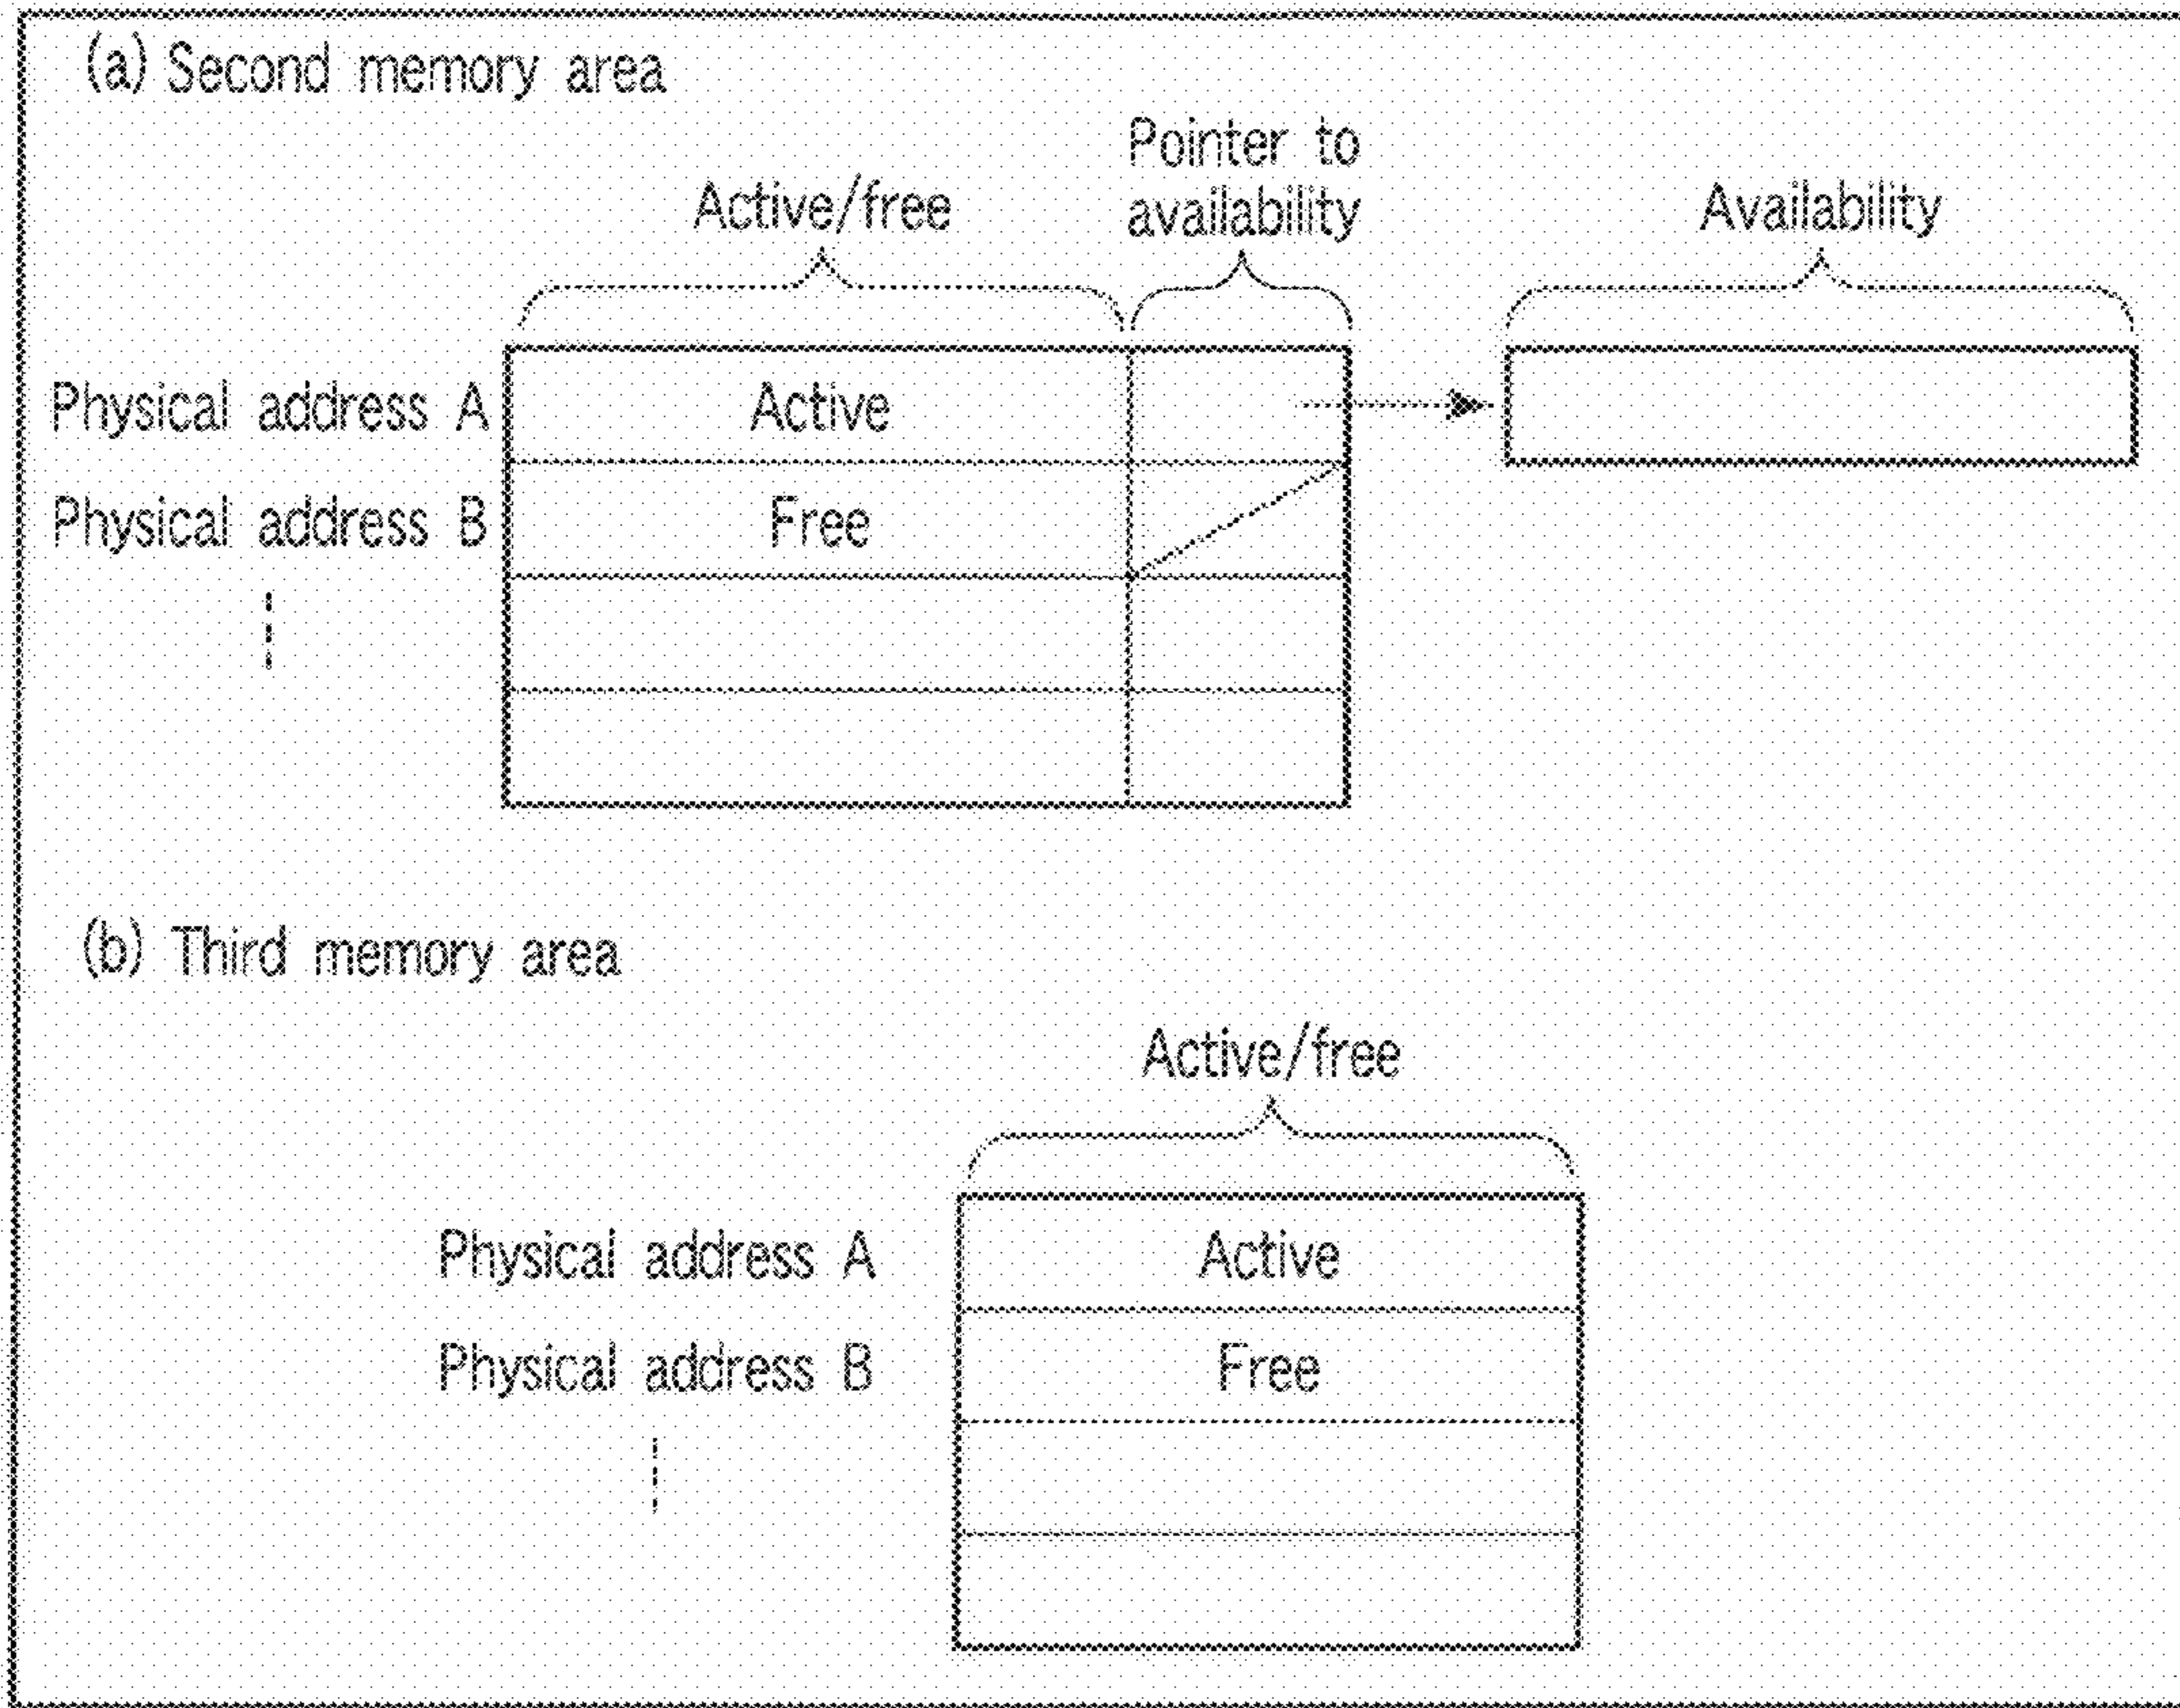 (a) Second memory area
Pointer to
Active/free availability Availability
Physical address A Active
Physical address B Free
(b) Third memory area
Active/free
Physical address A Active
Physical address B Free